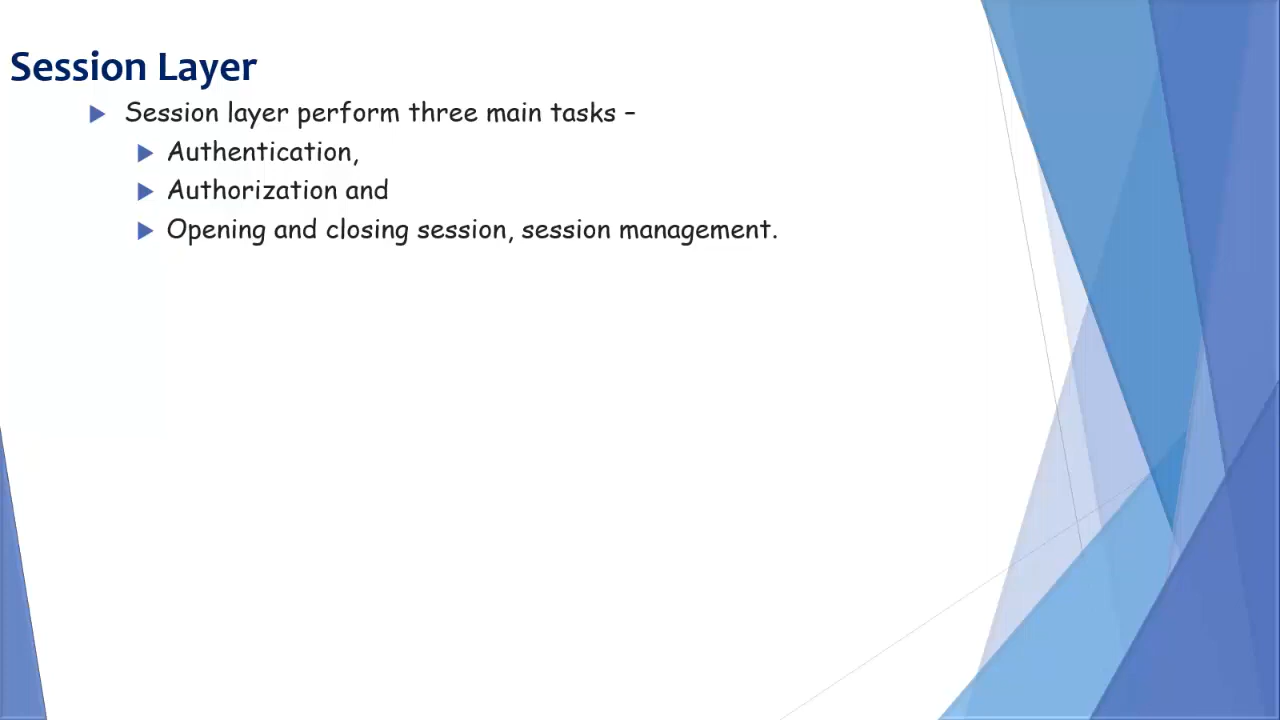 Session Layer
Session layer perform three main tasks –
Authentication,
Authorization and
Opening and closing session, session management.